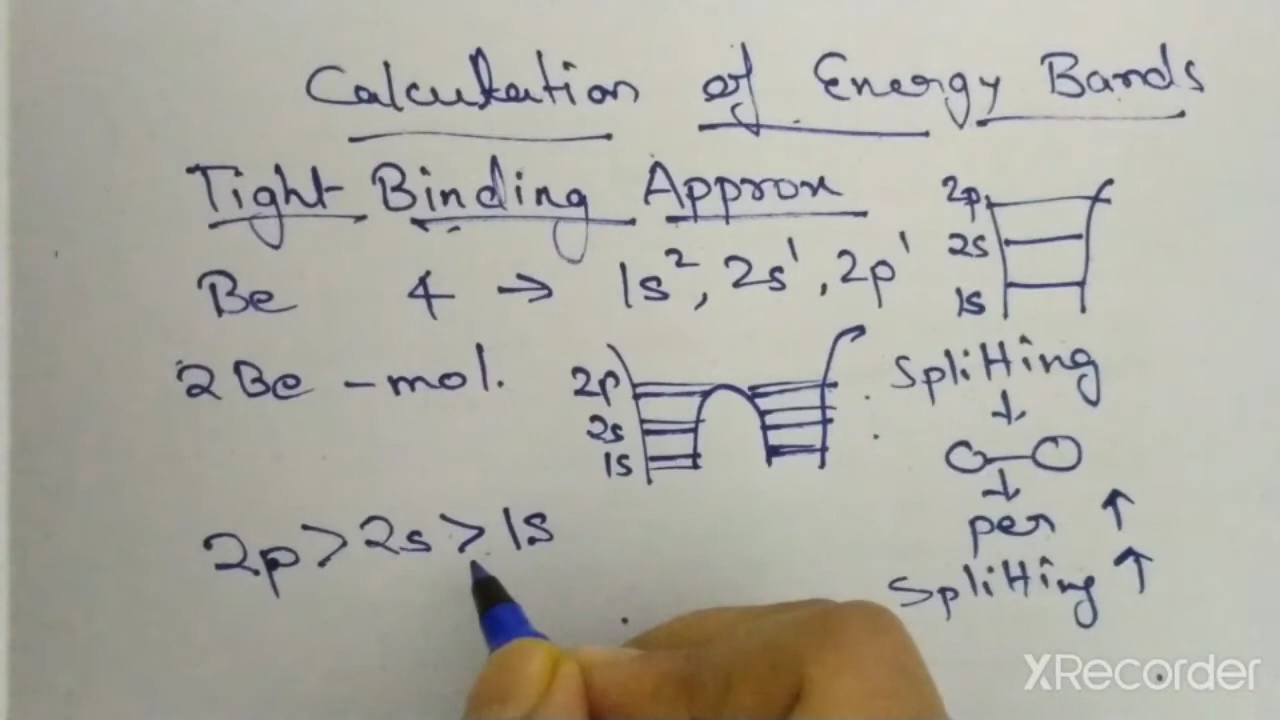 Calculation of Energy Bands
Tight Binding Approx
Be 4 → 1s², 2s¹, 2p¹
2p
2s
1s
2Be - mol.
2p
2s
1s
Splitting
↓
↓
per ↑
Splitting ↑
2p > 2s > 1s
XRecorder